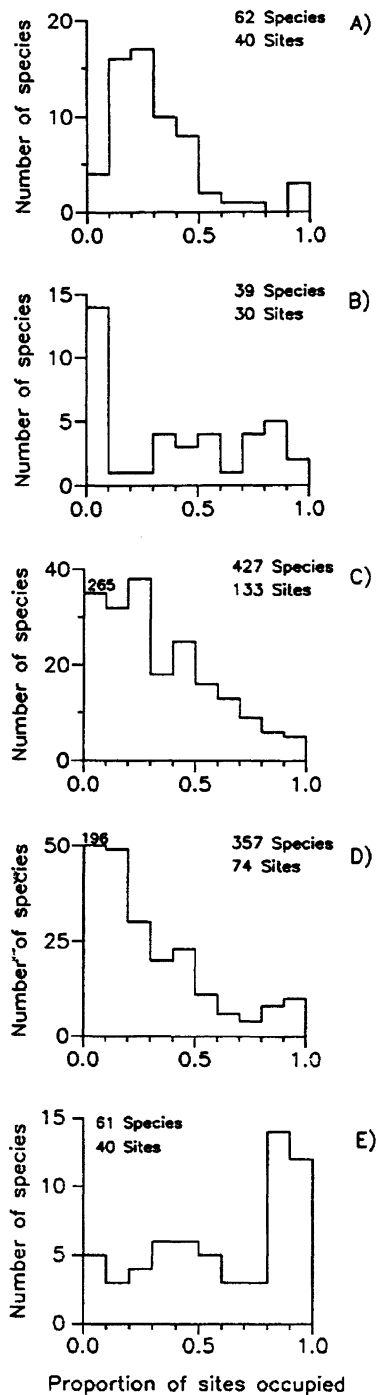 62 Species
40 Sites
A)
20
10
0
Number of species
0.0 0.5 1.0
39 Species
30 Sites
B)
15
10
5
0
Number of species
0.0 0.5 1.0
427 Species
133 Sites
C)
40
265
20
0
Number of species
0.0 0.5 1.0
357 Species
74 Sites
D)
50
196
25
0
Number of species
0.0 0.5 1.0
61 Species
40 Sites
E)
15
10
5
0
Number of species
0.0 0.5 1.0
Proportion of sites occupied